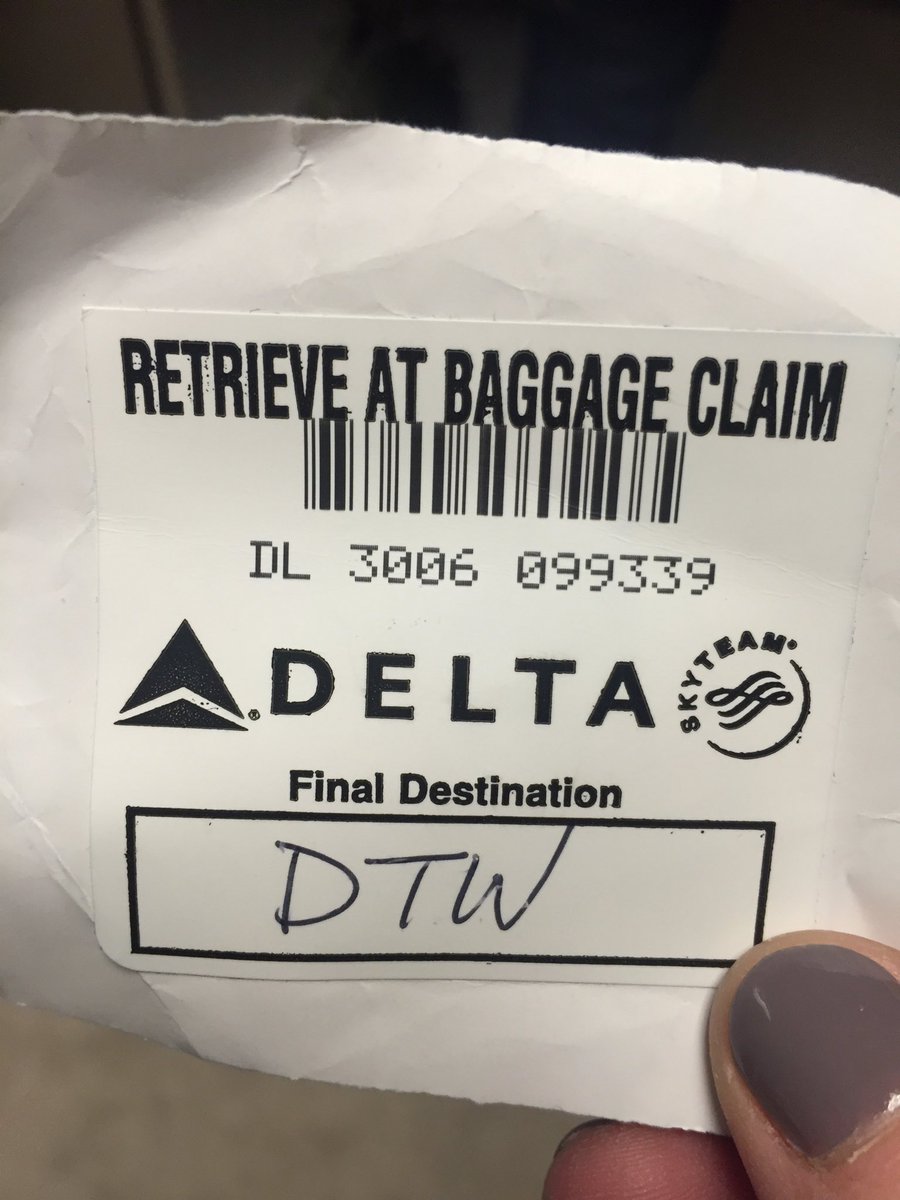 RETRIEVE AT BAGGAGE CLAIM
DL 3006 099339
DELTA
SKYTEAM
Final Destination
DTW